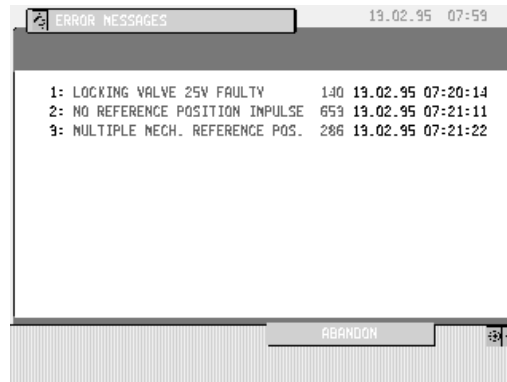 ERROR MESSAGES 13.02.95 07:59
1: LOCKING VALVE 25V FAULTY 140 13.02.95 07:20:14
2: NO REFERENCE POSITION IMPULSE 653 13.02.95 07:21:11
3: MULTIPLE MECH. REFERENCE POS. 286 13.02.95 07:21:22
ABANDON